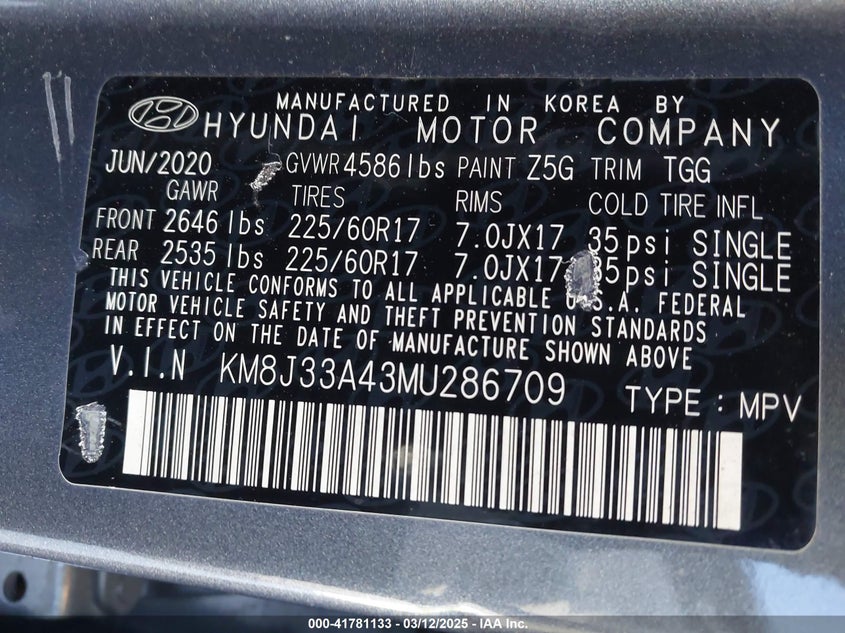 MANUFACTURED IN KOREA BY
HYUNDAI MOTOR COMPANY
JUN/2020 GVWR 4586 lbs PAINT Z5G TRIM TGG
GAWR TIRES RIMS COLD TIRE INFL
FRONT 2646 lbs 225/60R17 7.0JX17 35 psi SINGLE
REAR 2535 lbs 225/60R17 7.0JX17 35 psi SINGLE
THIS VEHICLE CONFORMS TO ALL APPLICABLE U.S.A. FEDERAL
MOTOR VEHICLE SAFETY AND THEFT PREVENTION STANDARDS
IN EFFECT ON THE DATE OF MANUFACTURE SHOWN ABOVE
V.I.N KM8J33A43MU286709 TYPE : MPV
000-41781133 - 03/12/2025 - IAA Inc.